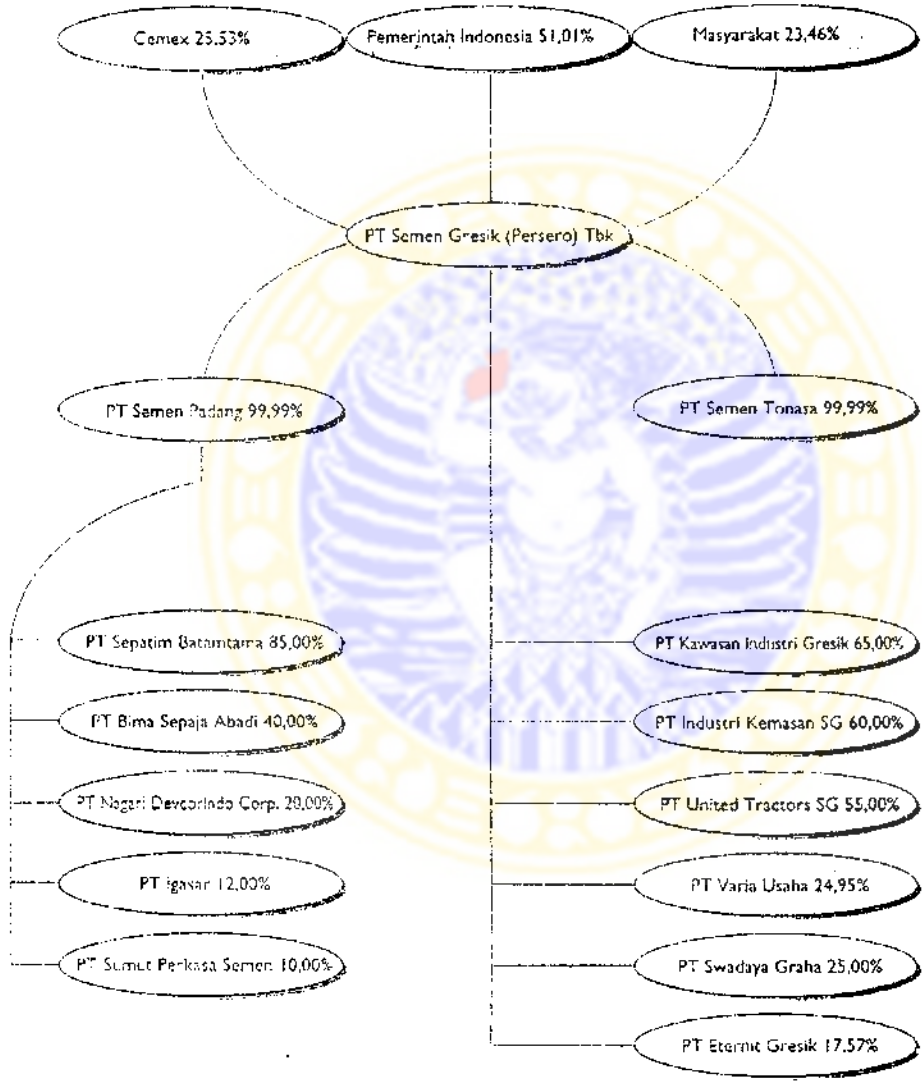 Cemex 25,53%
Pemerintah Indonesia 51,01%
Masyarakat 23,46%
PT Semen Gresik (Persero) Tbk
PT Semen Padang 99,99%
PT Semen Tonasa 99,99%
PT Sepatim Batamtama 85,00%
PT Kawasan Industri Gresik 65,00%
PT Bima Sepaja Abadi 40,00%
PT Industri Kemasan SG 60,00%
PT Nagari Devcorindo Corp. 20,00%
PT United Tractors SG 55,00%
PT Igasar 12,00%
PT Varia Usaha 24,95%
PT Sumut Perkasa Semen 10,00%
PT Swadaya Graha 25,00%
PT Eternit Gresik 17,57%